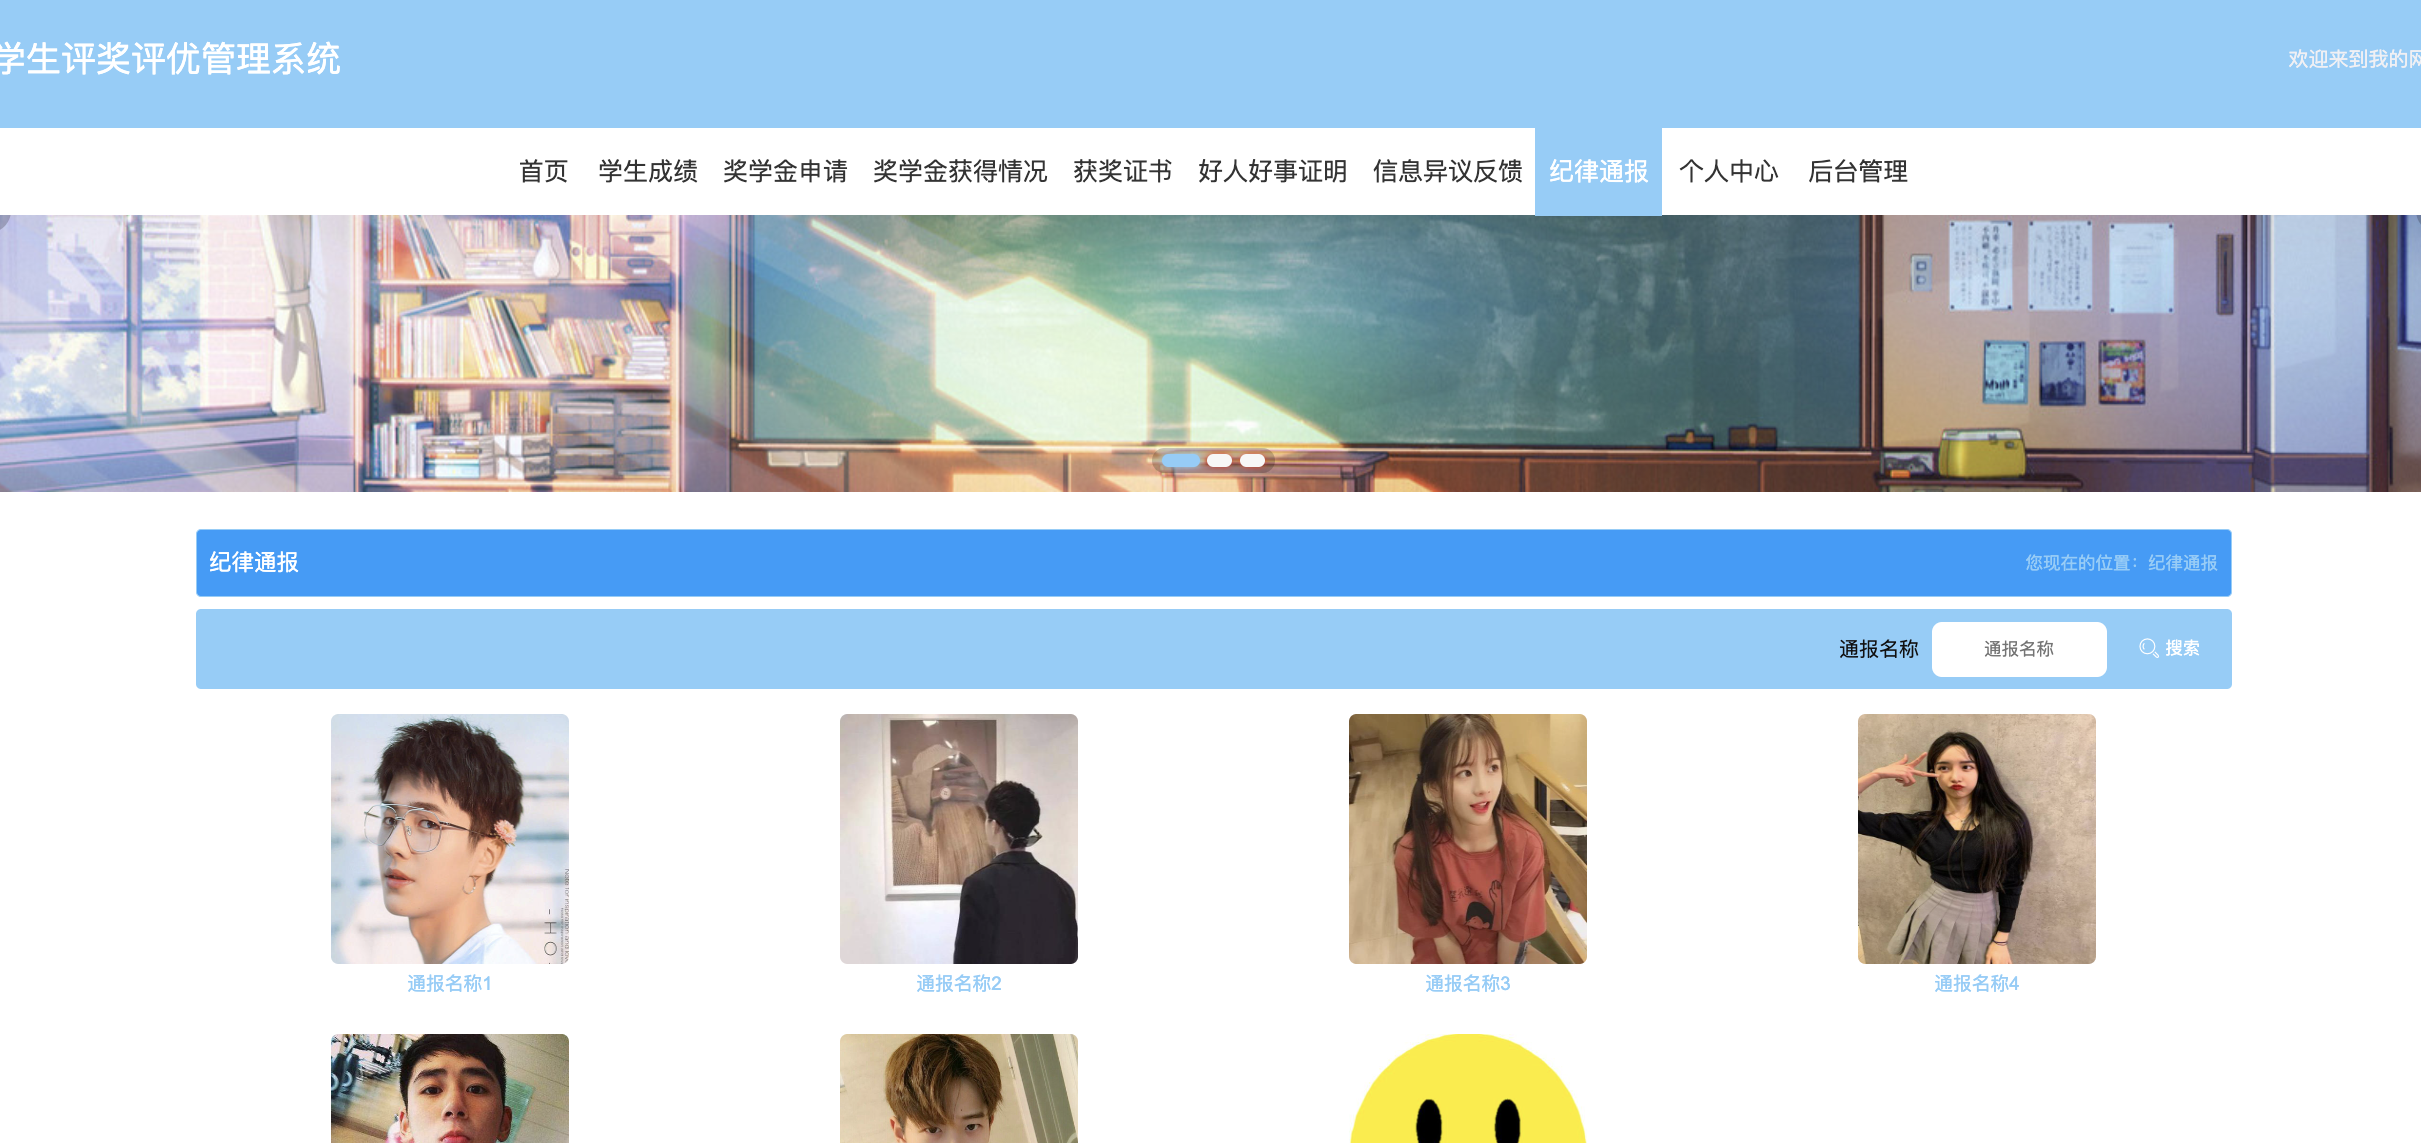 学生评奖评优管理系统
欢迎来到我的网
首页 学生成绩 奖学金申请 奖学金获得情况 获奖证书 好人好事证明 信息异议反馈 纪律通报 个人中心 后台管理
纪律通报 您现在的位置：纪律通报
通报名称 通报名称 搜索
通报名称1 通报名称2 通报名称3 通报名称4